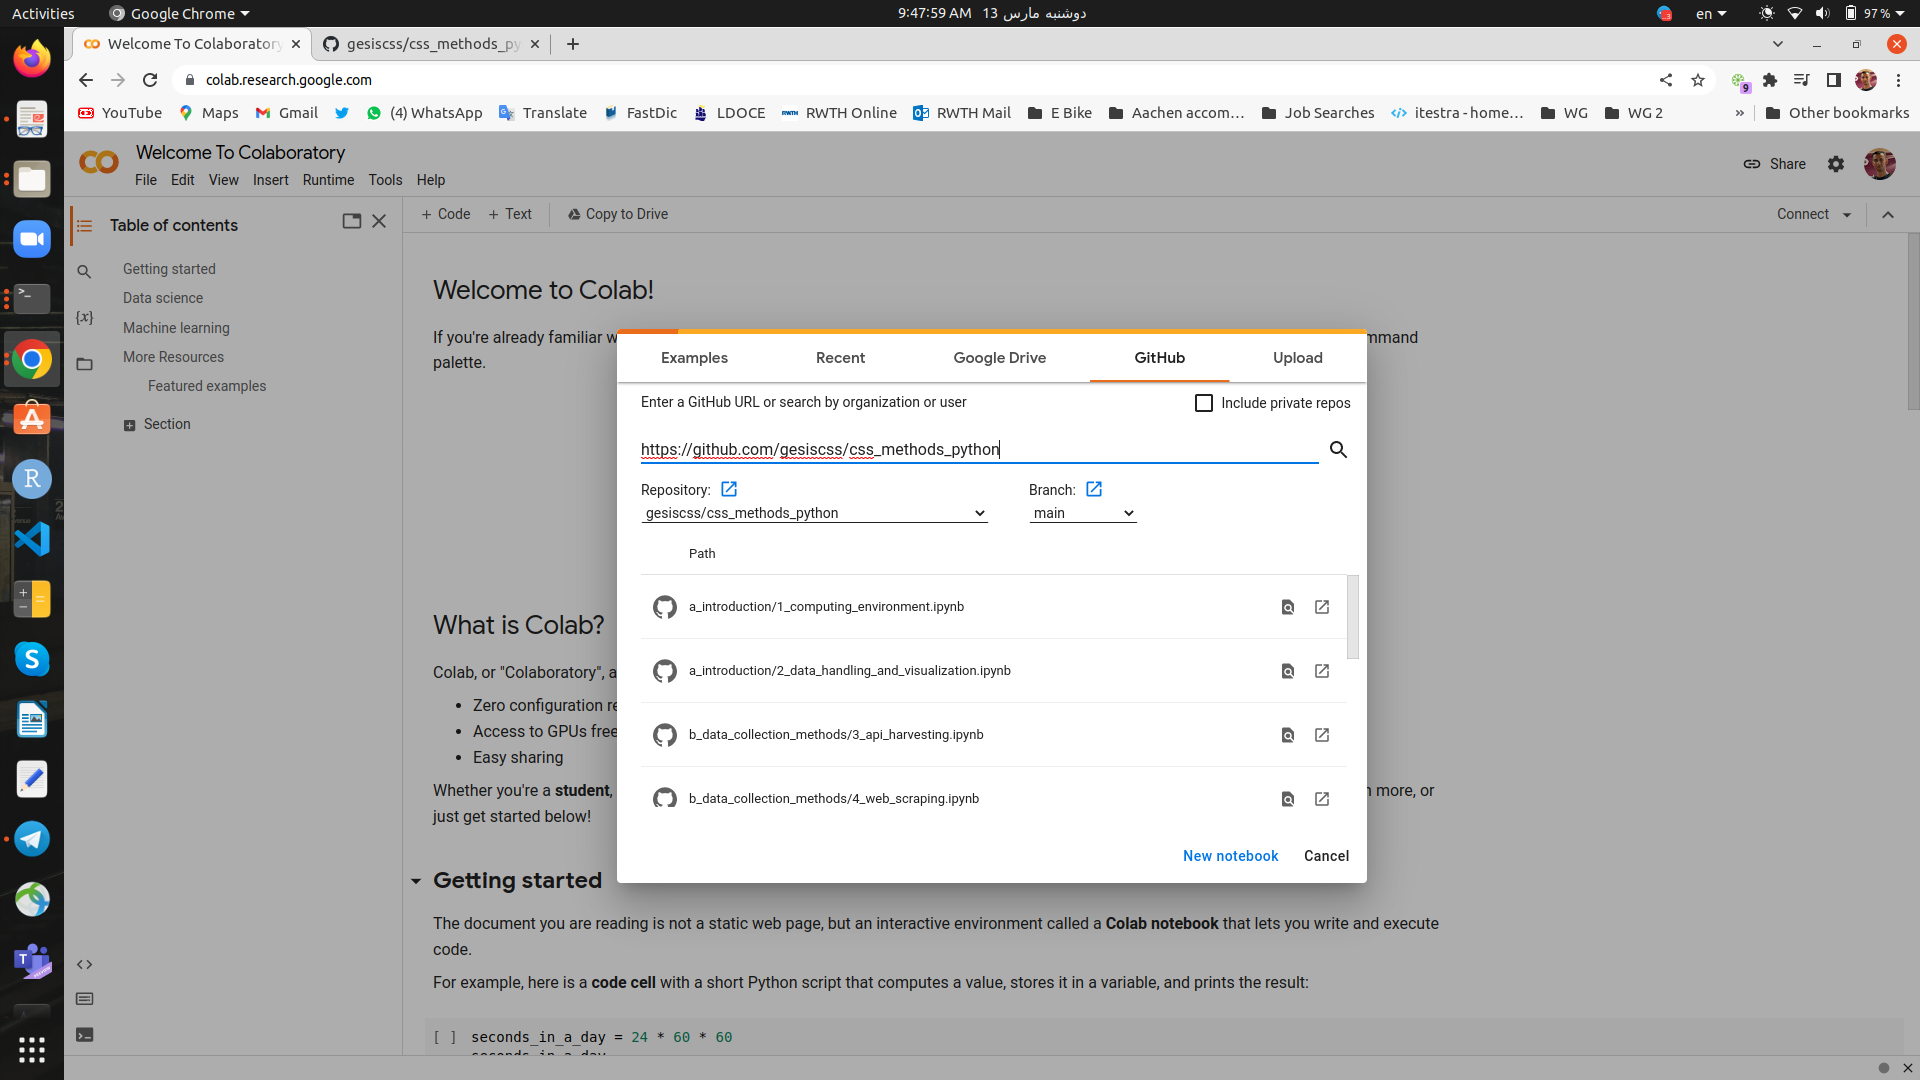 Activities
Google Chrome
9:47:59 AM دوشنبه مارس 13
en
97 %
Welcome To Colaboratory
gesiscss/css_methods_py
colab.research.google.com
9
YouTube
Maps
Gmail
(4) WhatsApp
Translate
FastDic
LDOCE
RWTH Online
RWTH Mail
E Bike
Aachen accom…
Job Searches
itestra - home…
WG
WG 2
»
Other bookmarks
Welcome To Colaboratory
File Edit View Insert Runtime Tools Help
Share
Table of contents
+ Code + Text
Copy to Drive
Connect
Getting started
Data science
Machine learning
More Resources
Featured examples
Section
Welcome to Colab!
If you're already familiar w
mmand
palette.
Examples
Recent
Google Drive
GitHub
Upload
Enter a GitHub URL or search by organization or user
Include private repos
https://github.com/gesiscss/css_methods_python
Repository:
Branch:
gesiscss/css_methods_python
main
Path
a_introduction/1_computing_environment.ipynb
a_introduction/2_data_handling_and_visualization.ipynb
b_data_collection_methods/3_api_harvesting.ipynb
b_data_collection_methods/4_web_scraping.ipynb
New notebook
Cancel
What is Colab?
Colab, or "Colaboratory", a
• Zero configuration re
• Access to GPUs free
• Easy sharing
Whether you're a student,
n more, or
just get started below!
Getting started
The document you are reading is not a static web page, but an interactive environment called a Colab notebook that lets you write and execute
code.
For example, here is a code cell with a short Python script that computes a value, stores it in a variable, and prints the result:
[ ] seconds_in_a_day = 24 * 60 * 60
seconds_in_a_day